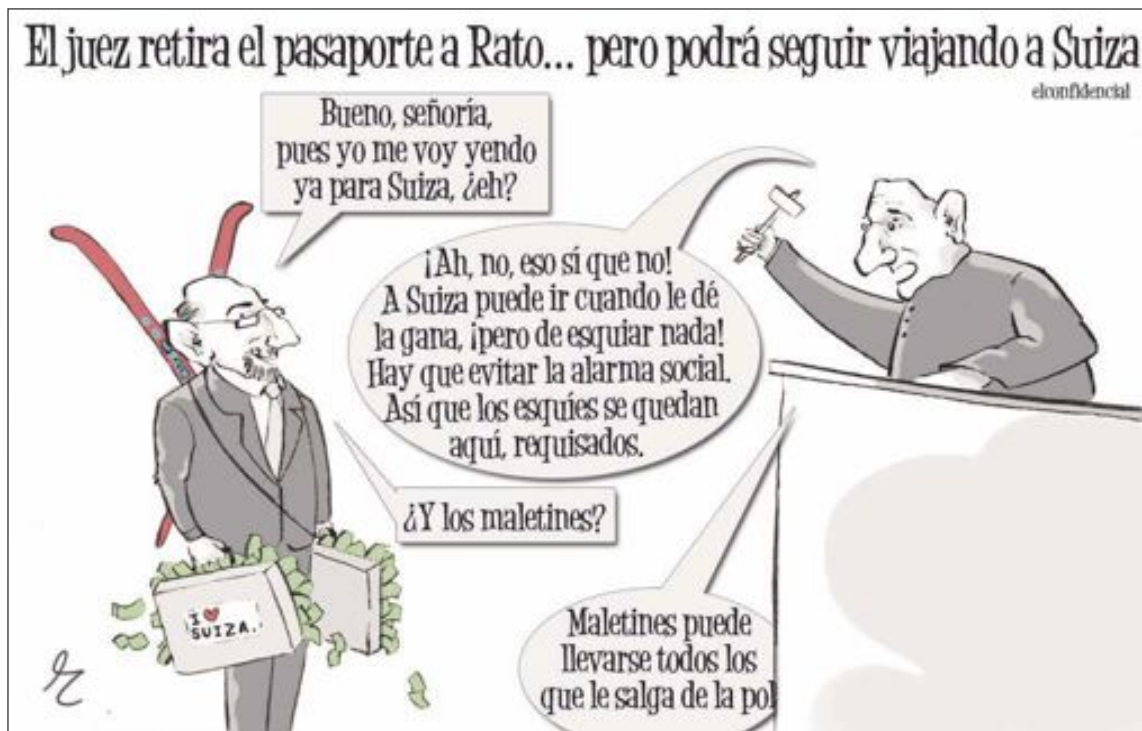 El juez retira el pasaporte a Rato... pero podrá seguir viajando a Suiza
elconfidencial
Bueno, señoría,
pues yo me voy yendo
ya para Suiza, ¿eh?
¡Ah, no, eso sí que no!
A Suiza puede ir cuando le dé
la gana, ¡pero de esquiar nada!
Hay que evitar la alarma social.
Así que los esquíes se quedan
aquí, requisados.
¿Y los maletines?
I ❤
SUIZA.
Maletines puede
llevarse todos los
que le salga de la pol